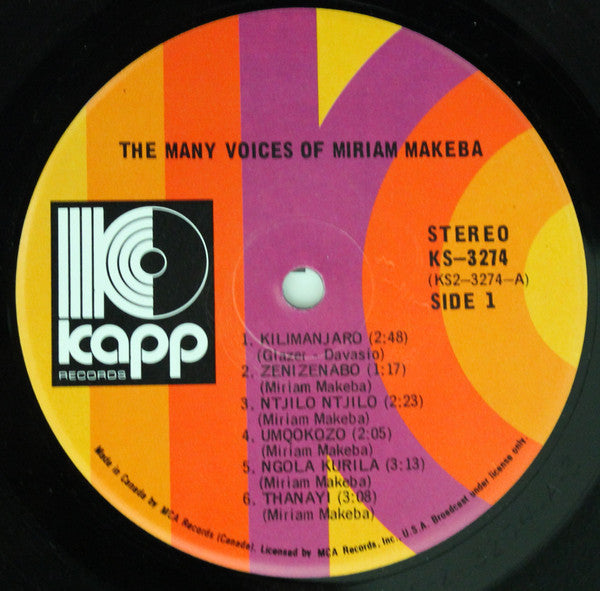 THE MANY VOICES OF MIRIAM MAKEBA
kapp
RECORDS
STEREO
KS-3274
(KS2-3274-A)
SIDE 1
1. KILIMANJARO (2:48)
(Glazer Davasio)
2. ZENIZENABO (1:17)
(Miriam Makeba)
3. NTJILO NTJILO (2:23)
(Miriam Makeba)
4. UMQOKOZO (2:05)
(Miriam Makeba)
5. NGOLA KURILA (3:13)
(Miriam Makeba)
6. THANAYI (3:08)
(Miriam Makeba)
Made in Canada by MCA Records (Canada). Licensed by MCA Records, Inc., U.S.A. Broadcast under license only.